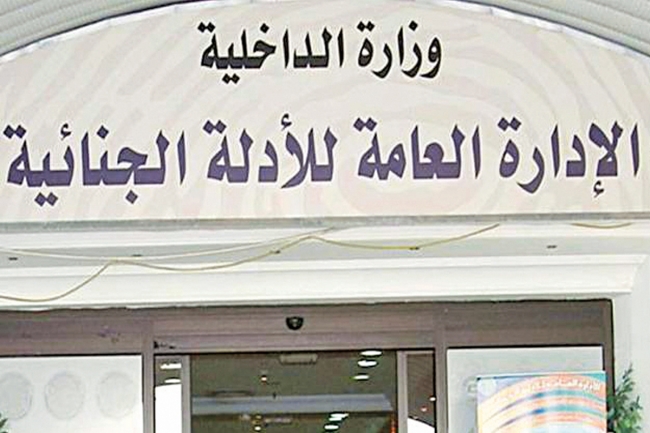 وزارة الداخلية
الإدارة العامة للأدلة الجنائية